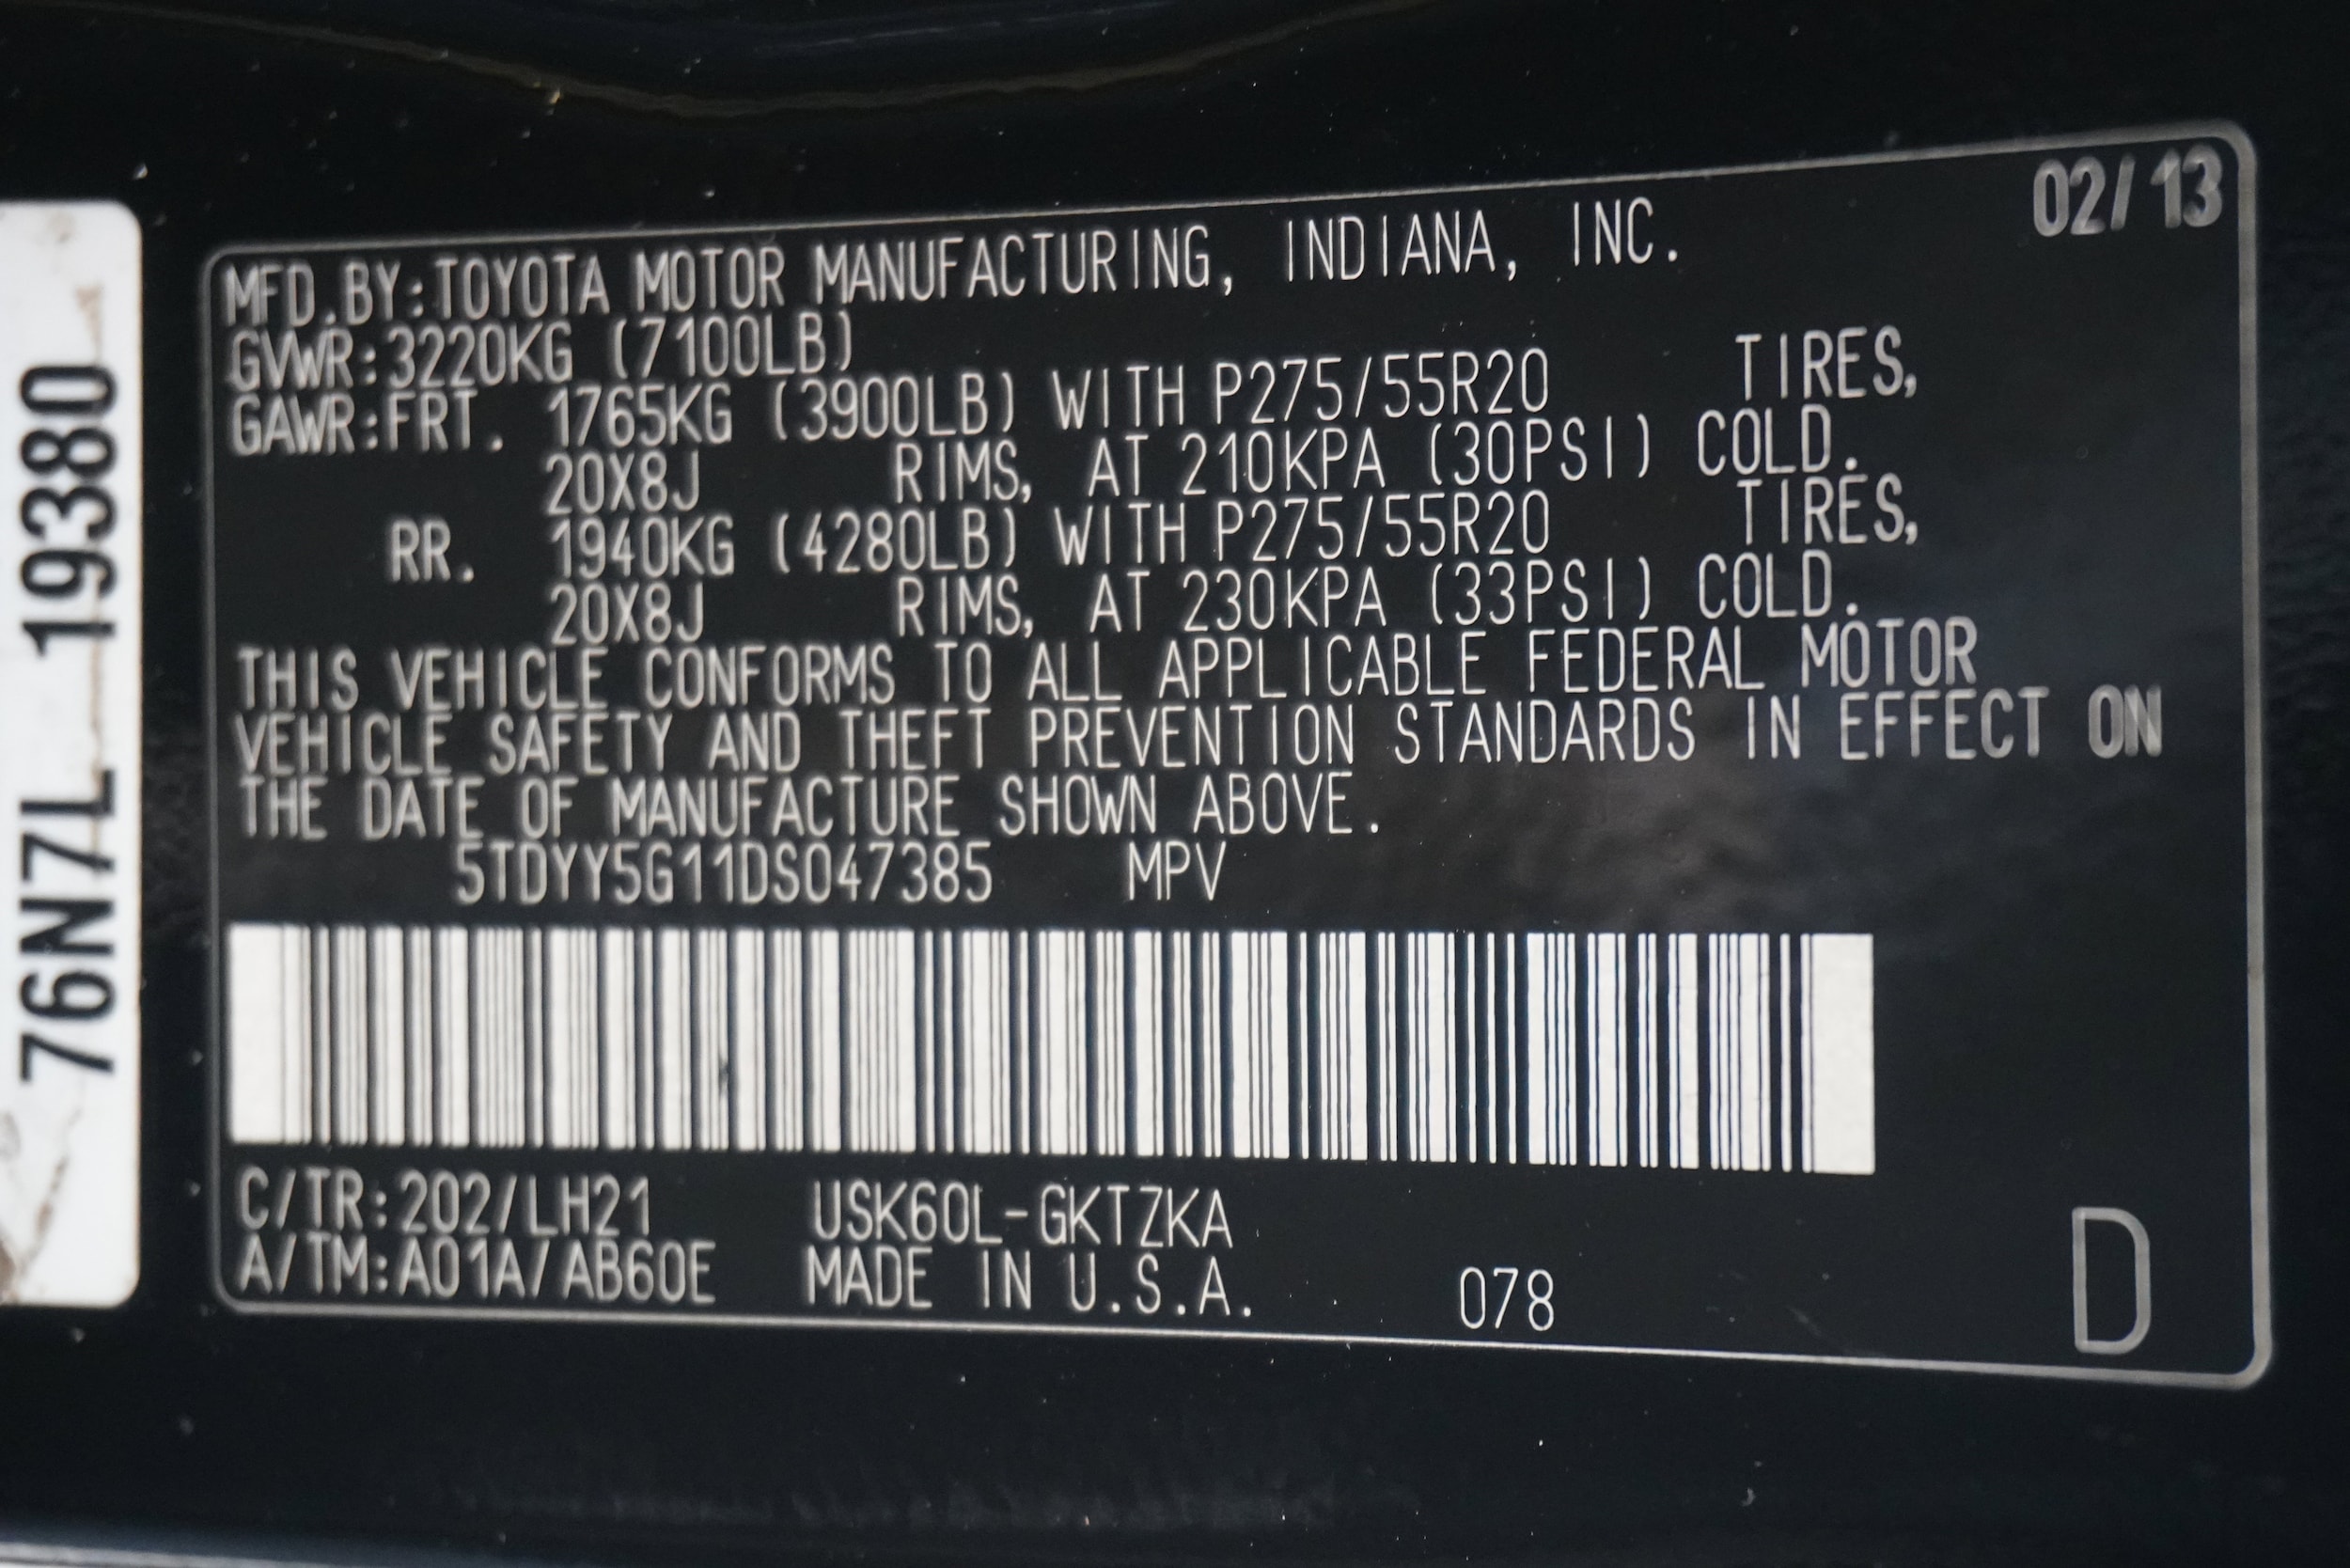 02/13
MFD.BY:TOYOTA MOTOR MANUFACTURING, INDIANA, INC.
GVWR:3220KG (7100LB)
GAWR:FRT. 1765KG (3900LB) WITH P275/55R20 TIRES,
20X8J RIMS, AT 210KPA (30PSI) COLD.
RR. 1940KG (4280LB) WITH P275/55R20 TIRES,
20X8J RIMS, AT 230KPA (33PSI) COLD.
THIS VEHICLE CONFORMS TO ALL APPLICABLE FEDERAL MOTOR
VEHICLE SAFETY AND THEFT PREVENTION STANDARDS IN EFFECT ON
THE DATE OF MANUFACTURE SHOWN ABOVE.
5TDYY5G11DS047385 MPV
C/TR:202/LH21 USK60L-GKTZKA
A/TM:A01A/AB60E MADE IN U.S.A. 078
D
76N7L 19380